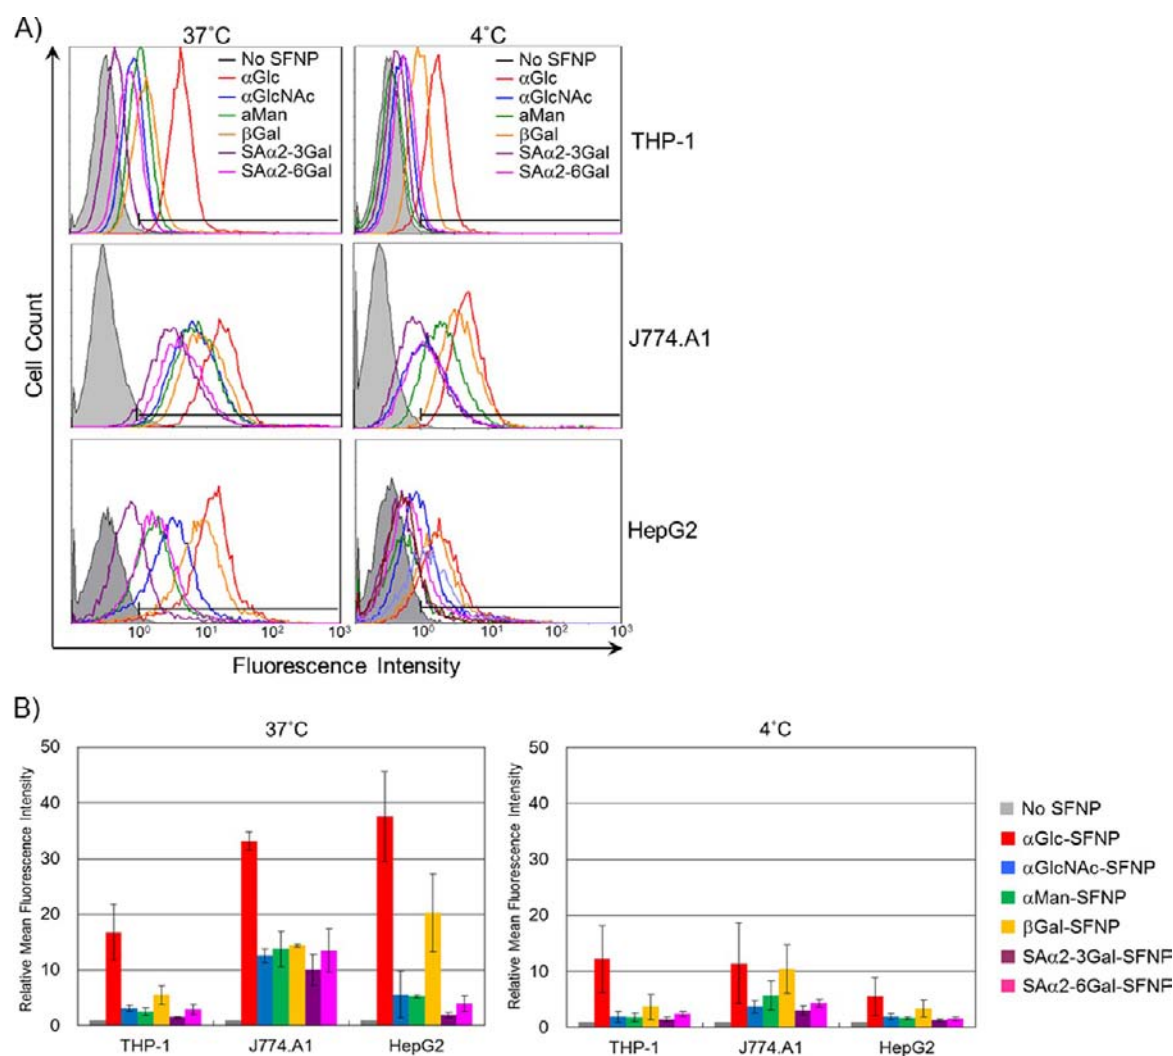 A)
37˚C
4˚C
No SFNP
αGlc
αGlcNAc
aMan
βGal
SAα2-3Gal
SAα2-6Gal
No SFNP
αGlc
αGlcNAc
aMan
βGal
SAα2-3Gal
SAα2-6Gal
THP-1
J774.A1
HepG2
Cell Count
10⁰ 10¹ 10² 10³
10⁰ 10¹ 10² 10³
Fluorescence Intensity
B)
37˚C
Relative Mean Fluorescence Intensity
50
40
30
20
10
0
THP-1 J774.A1 HepG2
4˚C
Relative Mean Fluorescence Intensity
50
40
30
20
10
0
THP-1 J774.A1 HepG2
No SFNP
αGlc-SFNP
αGlcNAc-SFNP
αMan-SFNP
βGal-SFNP
SAα2-3Gal-SFNP
SAα2-6Gal-SFNP